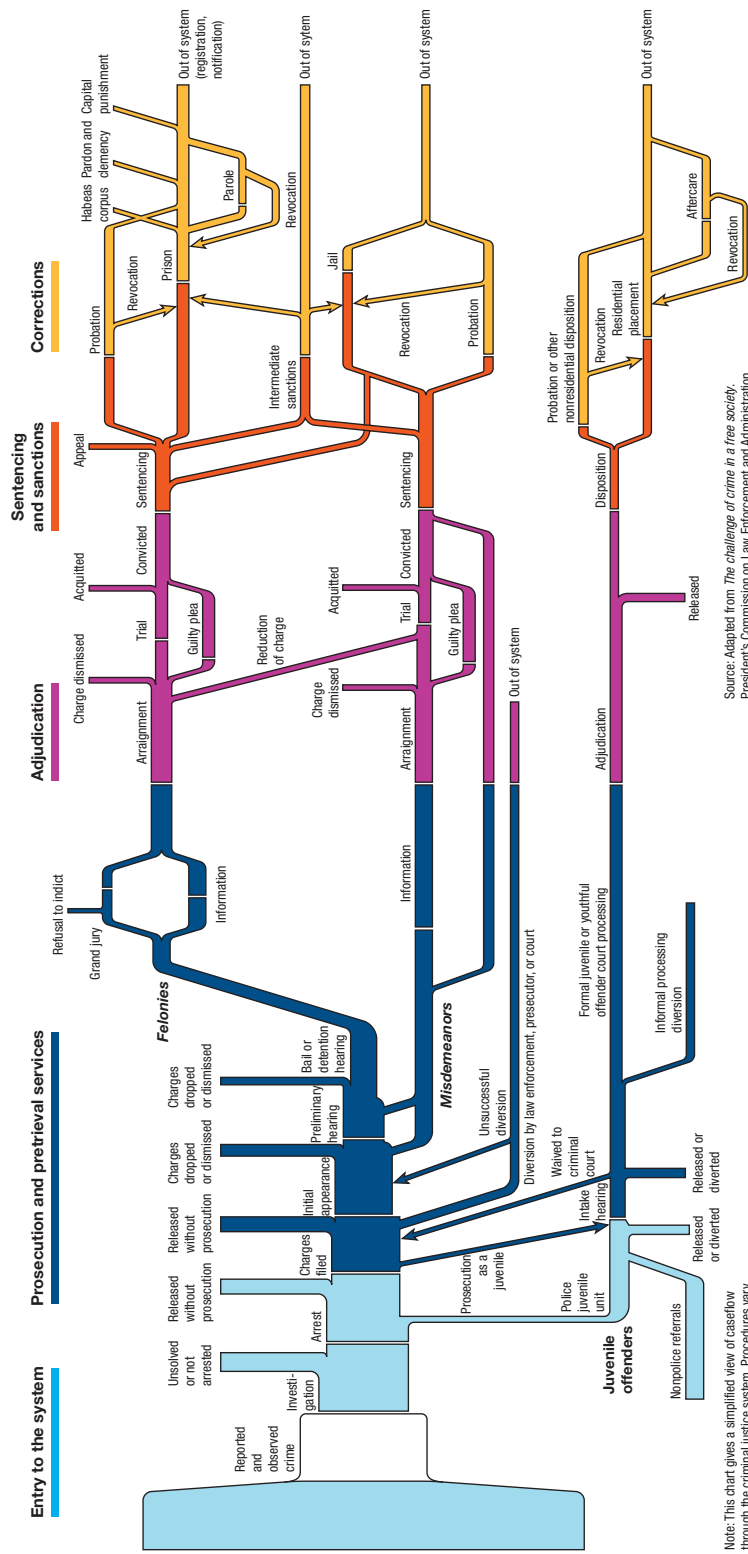 Entry to the system
Prosecution and pretrieval services
Adjudication
Sentencing
and sanctions
Corrections
Reported
and
observed
crime
Investi-
gation
Unsolved
or not
arrested
Arrest
Released
without
prosecution
Charges
filed
Released
without
prosecution
Initial
appearance
Charges
dropped
or dismissed
Preliminary
hearing
Charges
dropped
or dismissed
Bail or
detention
hearing
Felonies
Grand jury
Refusal to indict
Information
Arraignment
Charge dismissed
Trial
Acquitted
Convicted
Guilty plea
Reduction
of charge
Sentencing
Appeal
Probation
Revocation
Prison
Habeas
corpus
Pardon and
clemency
Capital
punishment
Parole
Revocation
Out of system
(registration,
notification)
Intermediate
sanctions
Out of sytem
Misdemeanors
Information
Arraignment
Charge
dismissed
Trial
Acquitted
Convicted
Guilty plea
Sentencing
Jail
Revocation
Probation
Out of system
Unsuccessful
diversion
Diversion by law enforcement, presecutor, or court
Out of system
Prosecution
as a
juvenile
Waived to
criminal
court
Juvenile
offenders
Police
juvenile
unit
Nonpolice referrals
Released
or diverted
Intake
hearing
Released or
diverted
Formal juvenile or youthful
offender court processing
Informal processing
diversion
Adjudication
Released
Disposition
Probation or other
nonresidential disposition
Revocation
Residential
placement
Aftercare
Revocation
Out of system
Note: This chart gives a simplified view of caseflow
through the criminal justice system. Procedures vary
Source: Adapted from The challenge of crime in a free society.
President's Commission on Law Enforcement and Administration